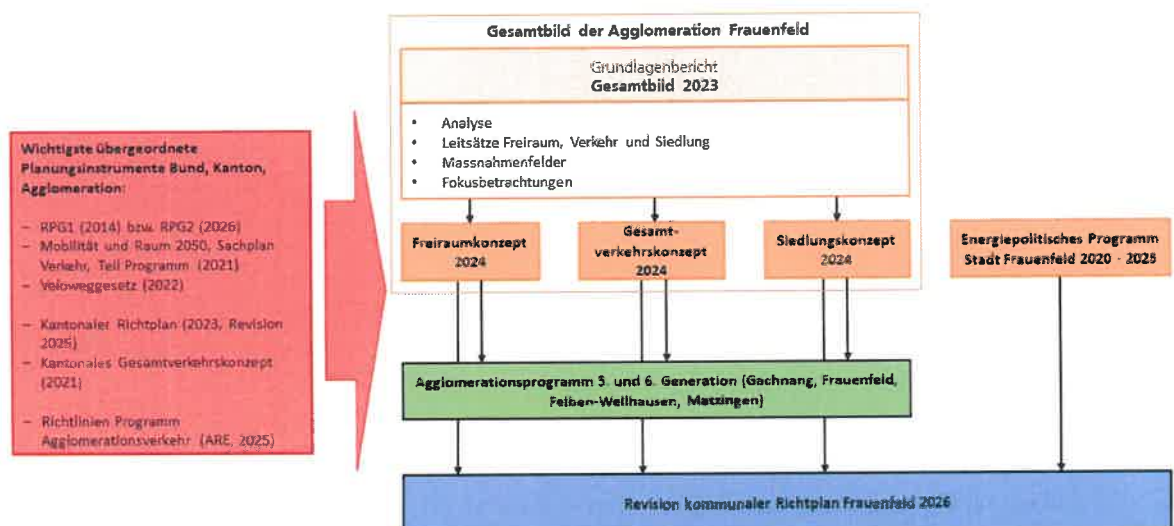 Gesamtbild der Agglomeration Frauenfeld
Grundlagenbericht
Gesamtbild 2023
• Analyse
• Leitsätze Freiraum, Verkehr und Siedlung
• Massnahmenfelder
• Fokusbetrachtungen
Wichtigste übergeordnete
Planungsinstrumente Bund, Kanton,
Agglomeration:
– RPG1 (2014) bzw. RPG2 (2026)
– Mobilität und Raum 2050, Sachplan
Verkehr, Teil Programm (2021)
– Veloweggesetz (2022)
– Kantonaler Richtplan (2023, Revision
2025)
– Kantonales Gesamtverkehrskonzept
(2021)
– Richtlinien Programm
Agglomerationsverkehr (ARE, 2025)
Freiraumkonzept
2024
Gesamt-
verkehrskonzept
2024
Siedlungskonzept
2024
Energiepolitisches Programm
Stadt Frauenfeld 2020 - 2025
Agglomerationsprogramm 5. und 6. Generation (Gachnang, Frauenfeld,
Felben-Wellhausen, Matzingen)
Revision kommunaler Richtplan Frauenfeld 2026